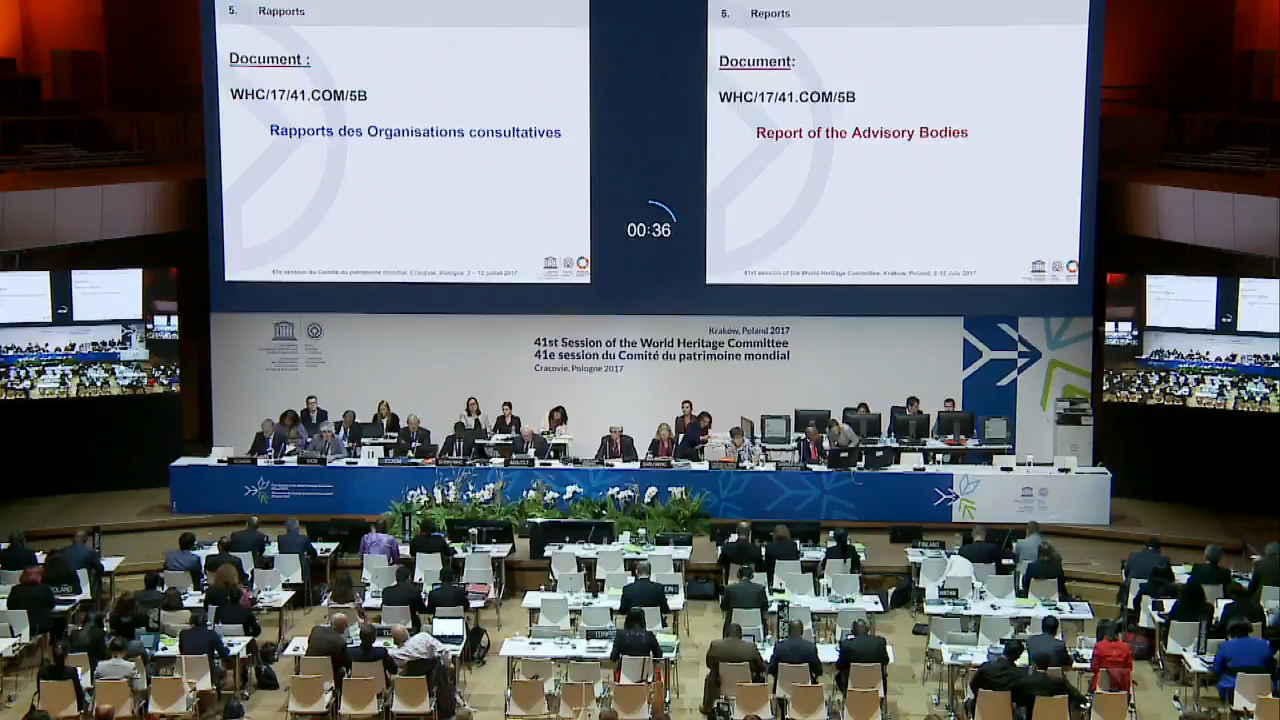 5. Rapports
Document :
WHC/17/41.COM/5B
Rapports des Organisations consultatives
41e session du Comité du patrimoine mondial, Cracovie, Pologne, 2 – 12 juillet 2017
00:36
5. Reports
Document:
WHC/17/41.COM/5B
Report of the Advisory Bodies
41st session of the World Heritage Committee, Krakow, Poland, 2-12 July 2017
Krakow, Poland 2017
41st Session of the World Heritage Committee
41e session du Comité du patrimoine mondial
Cracovie, Pologne 2017
FINLAND